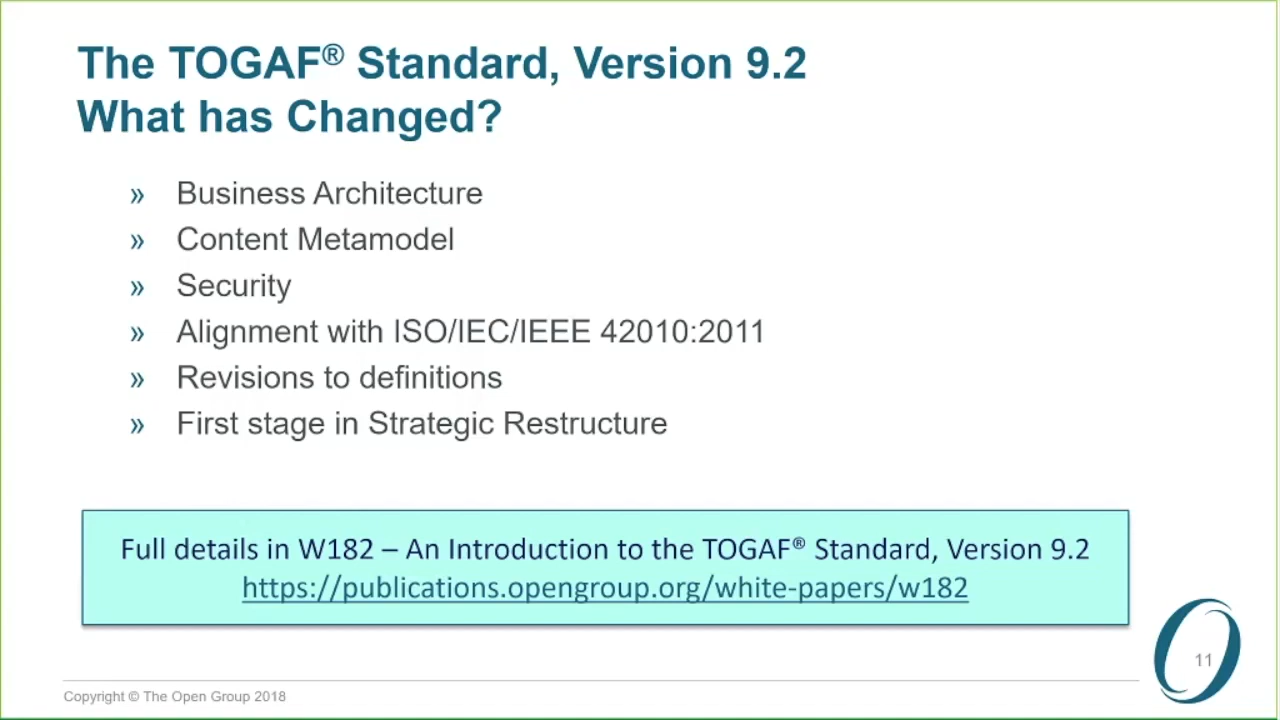 The TOGAF® Standard, Version 9.2
What has Changed?
» Business Architecture
» Content Metamodel
» Security
» Alignment with ISO/IEC/IEEE 42010:2011
» Revisions to definitions
» First stage in Strategic Restructure
Full details in W182 – An Introduction to the TOGAF® Standard, Version 9.2
https://publications.opengroup.org/white-papers/w182
11
Copyright © The Open Group 2018